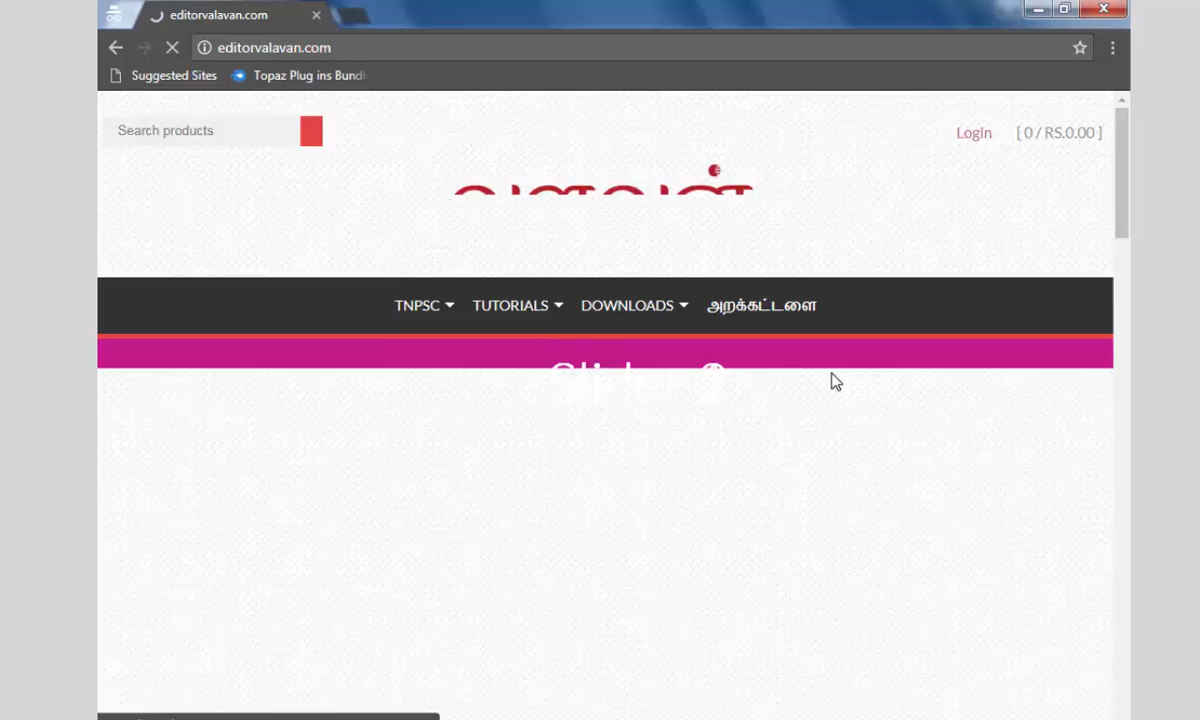 editorvalavan.com
editorvalavan.com
Suggested Sites
Topaz Plug ins Bundl
Search products
Login [ 0 / RS.0.00 ]
TNPSC TUTORIALS DOWNLOADS அறக்கட்டளை